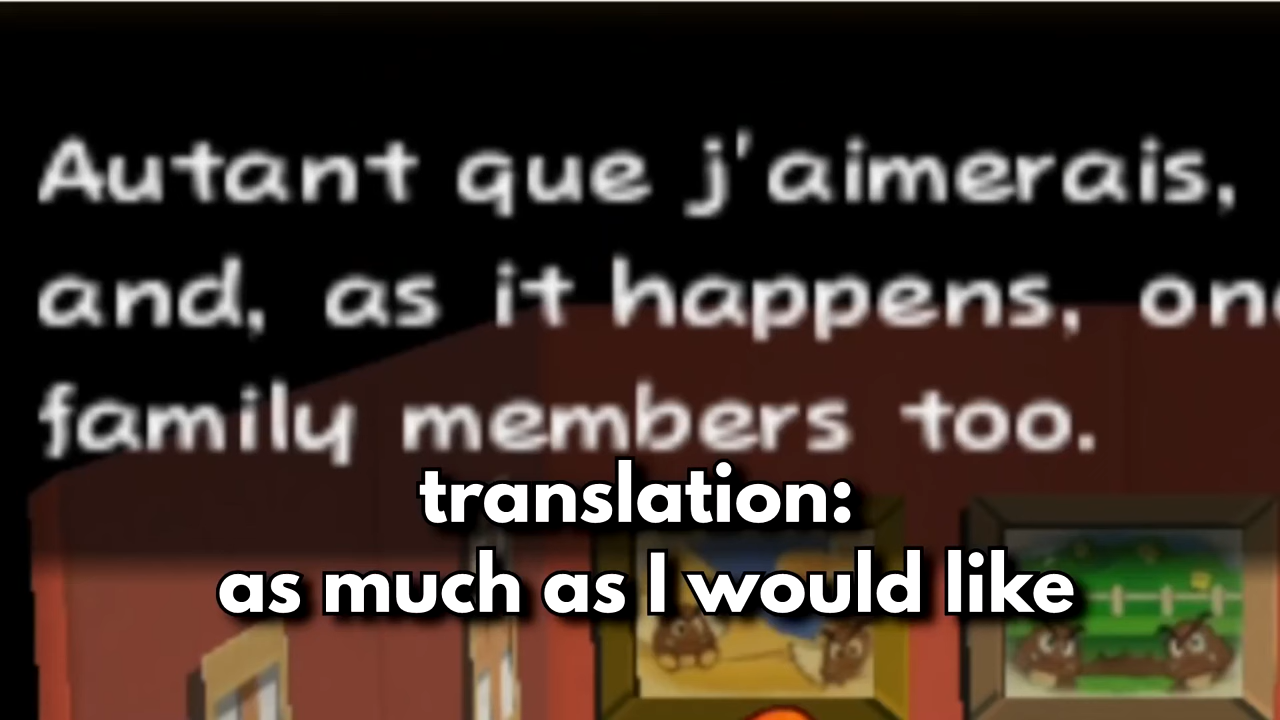 Autant que j'aimerais,
and, as it happens,
family members too.
translation:
as much as I would like